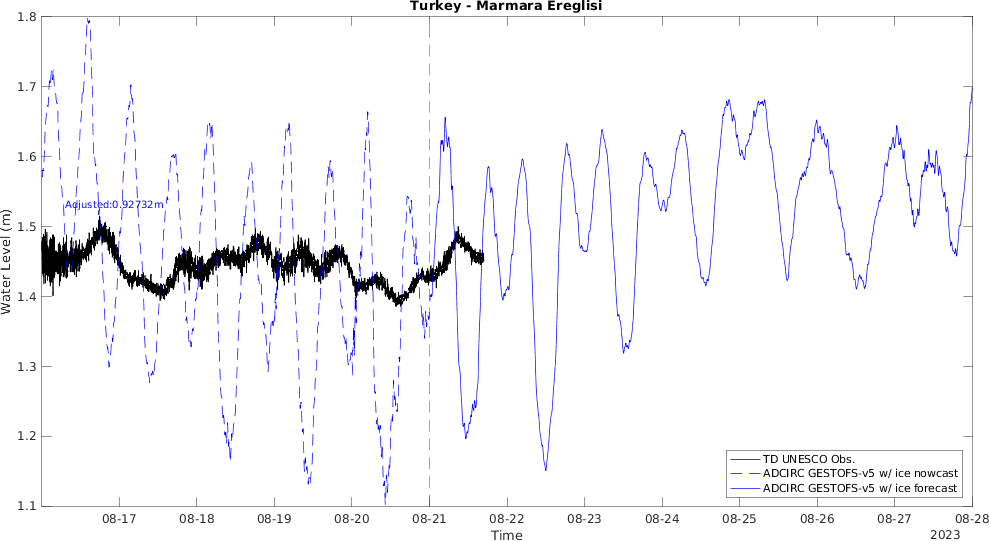 Turkey - Marmara Ereglisi
Water Level (m)
1.8
1.7
1.6
1.5
1.4
1.3
1.2
1.1
Adjusted:0.92732m
TD UNESCO Obs.
ADCIRC GESTOFS-v5 w/ ice nowcast
ADCIRC GESTOFS-v5 w/ ice forecast
08-17 08-18 08-19 08-20 08-21 08-22 08-23 08-24 08-25 08-26 08-27 08-28
Time
2023